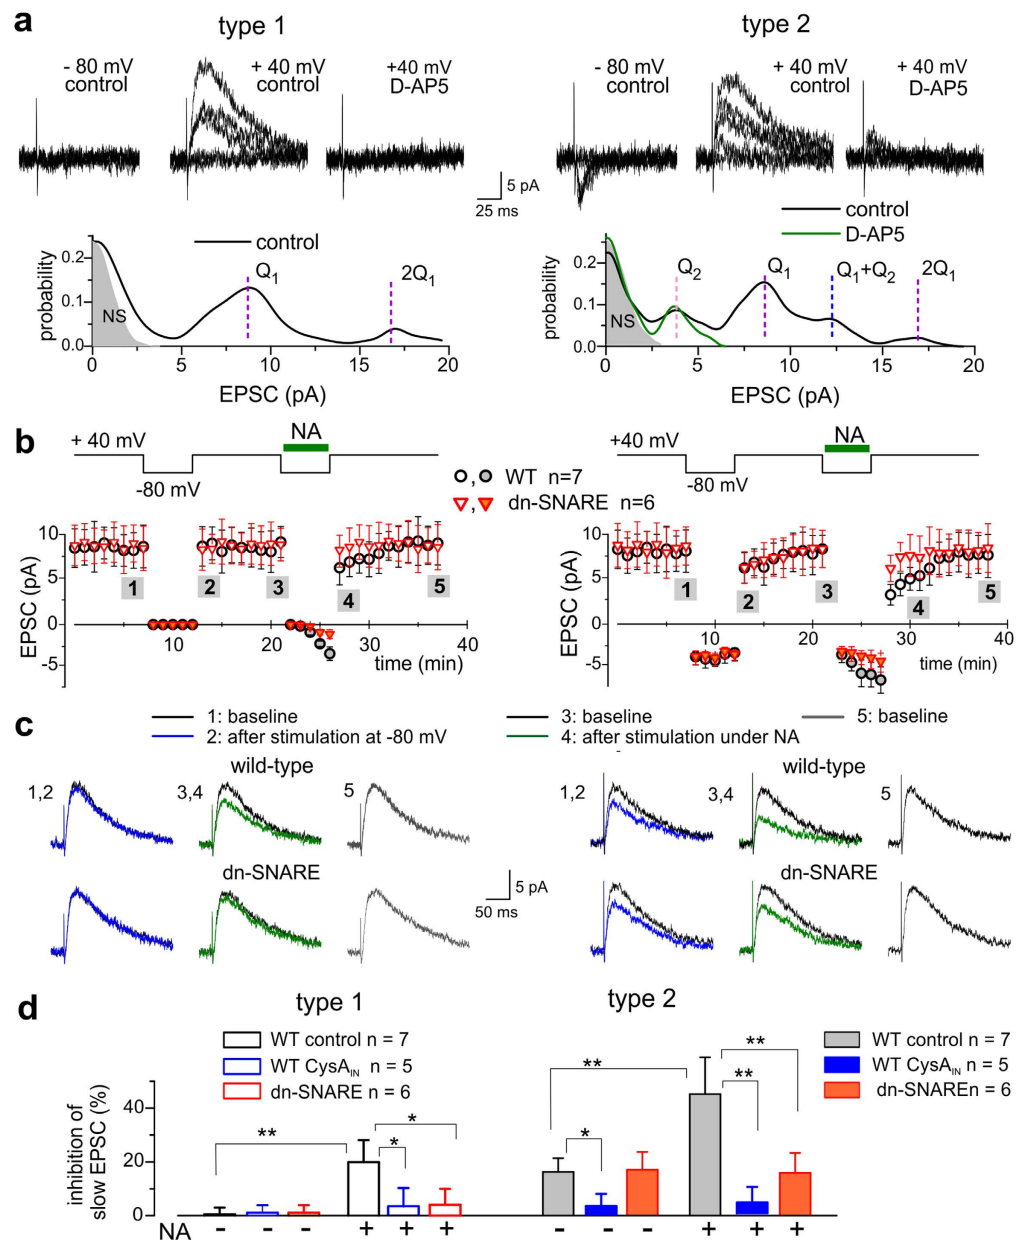 a
type 1
type 2
- 80 mV control
+ 40 mV control
+40 mV D-AP5
- 80 mV control
+ 40 mV control
+ 40 mV D-AP5
5 pA
25 ms
control
control
D-AP5
probability
0.2
0.1
0.0
NS
Q1
2Q1
0 5 10 15 20
EPSC (pA)
probability
0.2
0.1
0.0
NS
Q2
Q1
Q1+Q2
2Q1
0 5 10 15 20
EPSC (pA)
b
+ 40 mV
-80 mV
NA
WT n=7
dn-SNARE n=6
+40 mV
-80 mV
NA
EPSC (pA)
10
5
0
-5
1
2
3
4
5
10 20 30 40
time (min)
EPSC (pA)
10
5
0
-5
1
2
3
4
5
10 20 30 40
time (min)
c
1: baseline
2: after stimulation at -80 mV
3: baseline
4: after stimulation under NA
5: baseline
wild-type
wild-type
1,2
3,4
5
1,2
3,4
5
dn-SNARE
dn-SNARE
5 pA
50 ms
d
type 1
type 2
WT control n = 7
WT CysAIN n = 5
dn-SNARE n = 6
WT control n = 7
WT CysAIN n = 5
dn-SNAREn = 6
inhibition of slow EPSC (%)
40
20
0
**
*
*
**
*
**
**
NA - - - + + + - - - + + +